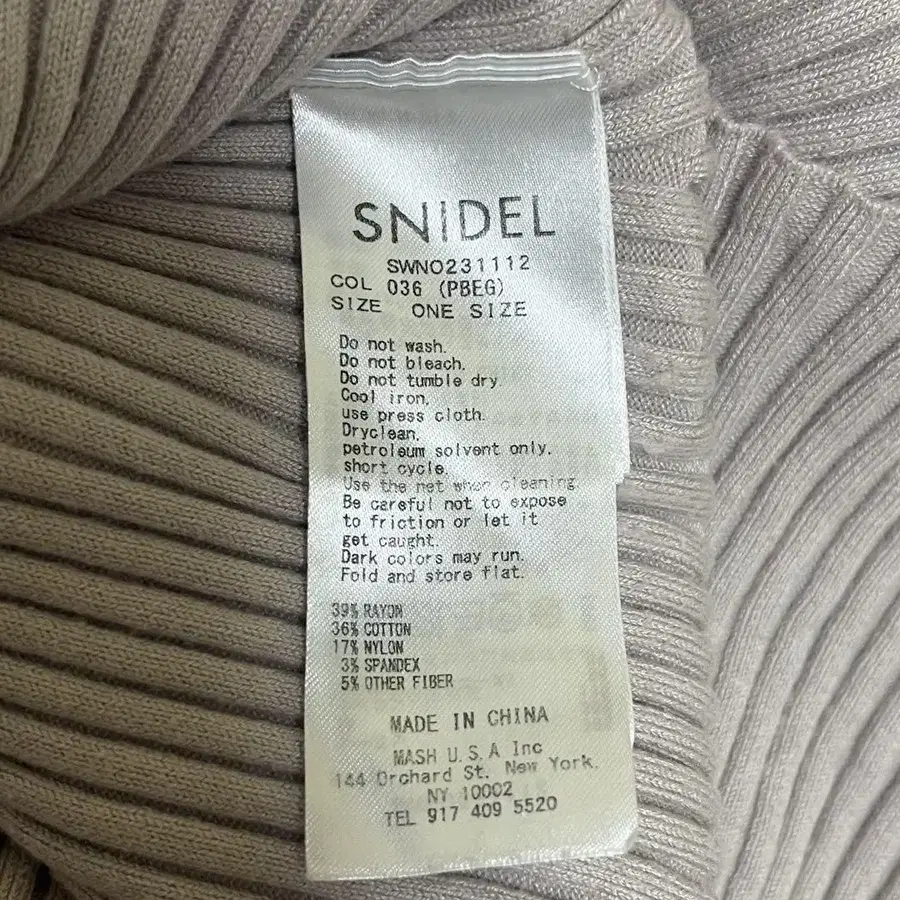 SNIDEL
SWNO231112
COL 036 (PBEG)
SIZE ONE SIZE
Do not wash.
Do not bleach.
Do not tumble dry.
Cool iron,
use press cloth.
Dryclean,
petroleum solvent only.
short cycle.
Use the net when cleaning.
Be careful not to expose
to friction or let it
get caught.
Dark colors may run.
Fold and store flat.
39% RAYON
36% COTTON
17% NYLON
3% SPANDEX
5% OTHER FIBER
MADE IN CHINA
MASH U.S.A Inc
144 Orchard St. New York.
NY 10002
TEL 917 409 5520